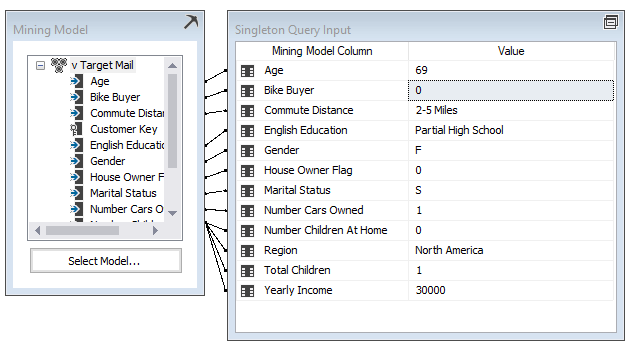 Mining Model
v Target Mail
Age
Bike Buyer
Commute Distan
Customer Key
English Educatio
Gender
House Owner F
Marital Status
Number Cars O
Select Model...
Singleton Query Input
Mining Model Column Value
Age 69
Bike Buyer 0
Commute Distance 2-5 Miles
English Education Partial High School
Gender F
House Owner Flag 0
Marital Status S
Number Cars Owned 1
Number Children At Home 0
Region North America
Total Children 1
Yearly Income 30000